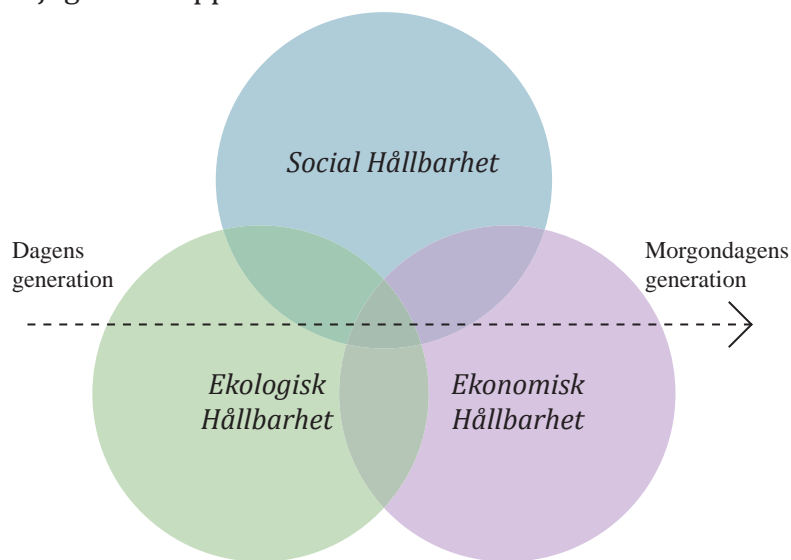 Social Hållbarhet
Dagens
generation
Morgondagens
generation
Ekologisk
Hållbarhet
Ekonomisk
Hållbarhet